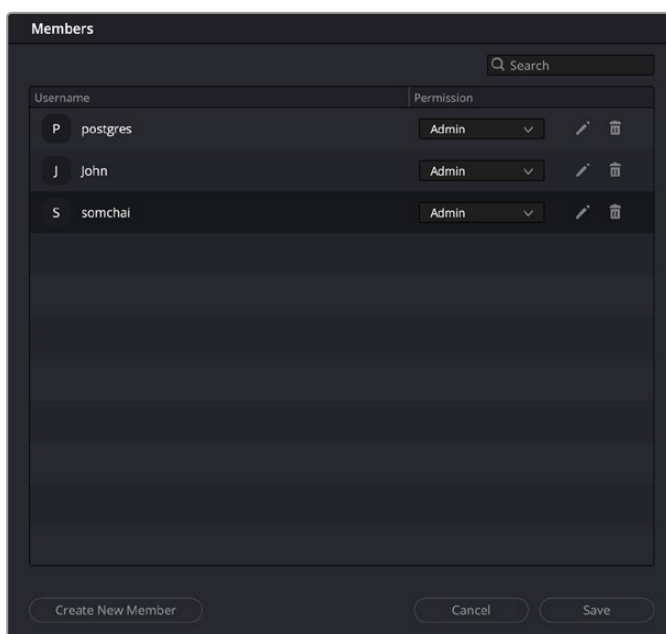 Members
Search
Username Permission
P postgres Admin
J John Admin
S somchai Admin
Create New Member Cancel Save